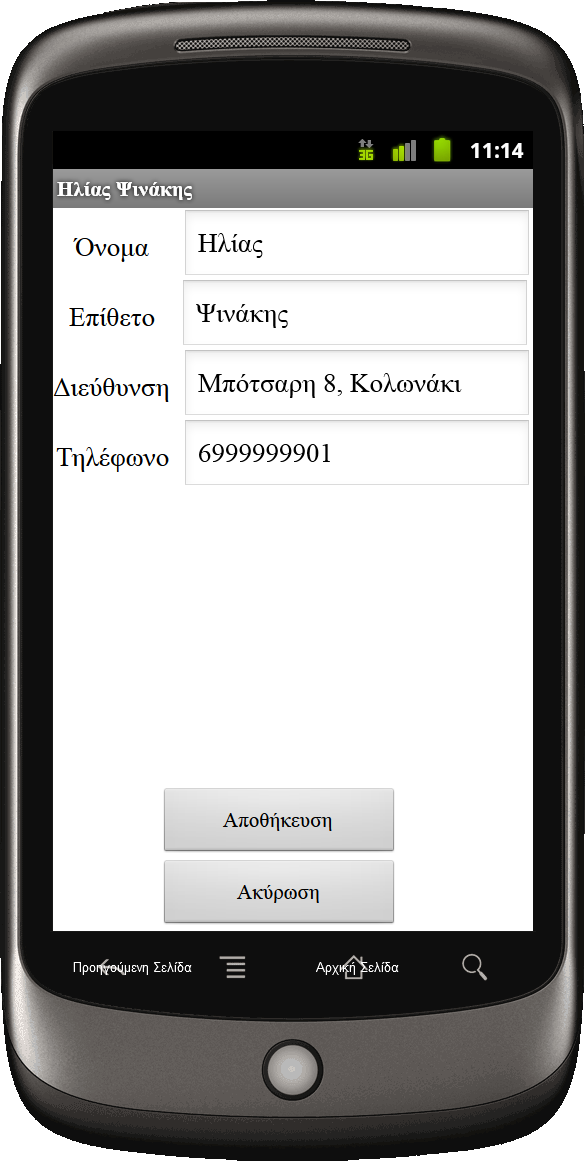 3G 11:14
Ηλίας Ψινάκης
Όνομα Ηλίας
Επίθετο Ψινάκης
Διεύθυνση Μπότσαρη 8, Κολωνάκι
Τηλέφωνο 6999999901
Αποθήκευση
Ακύρωση
Προηγούμενη Σελίδα Αρχική Σελίδα